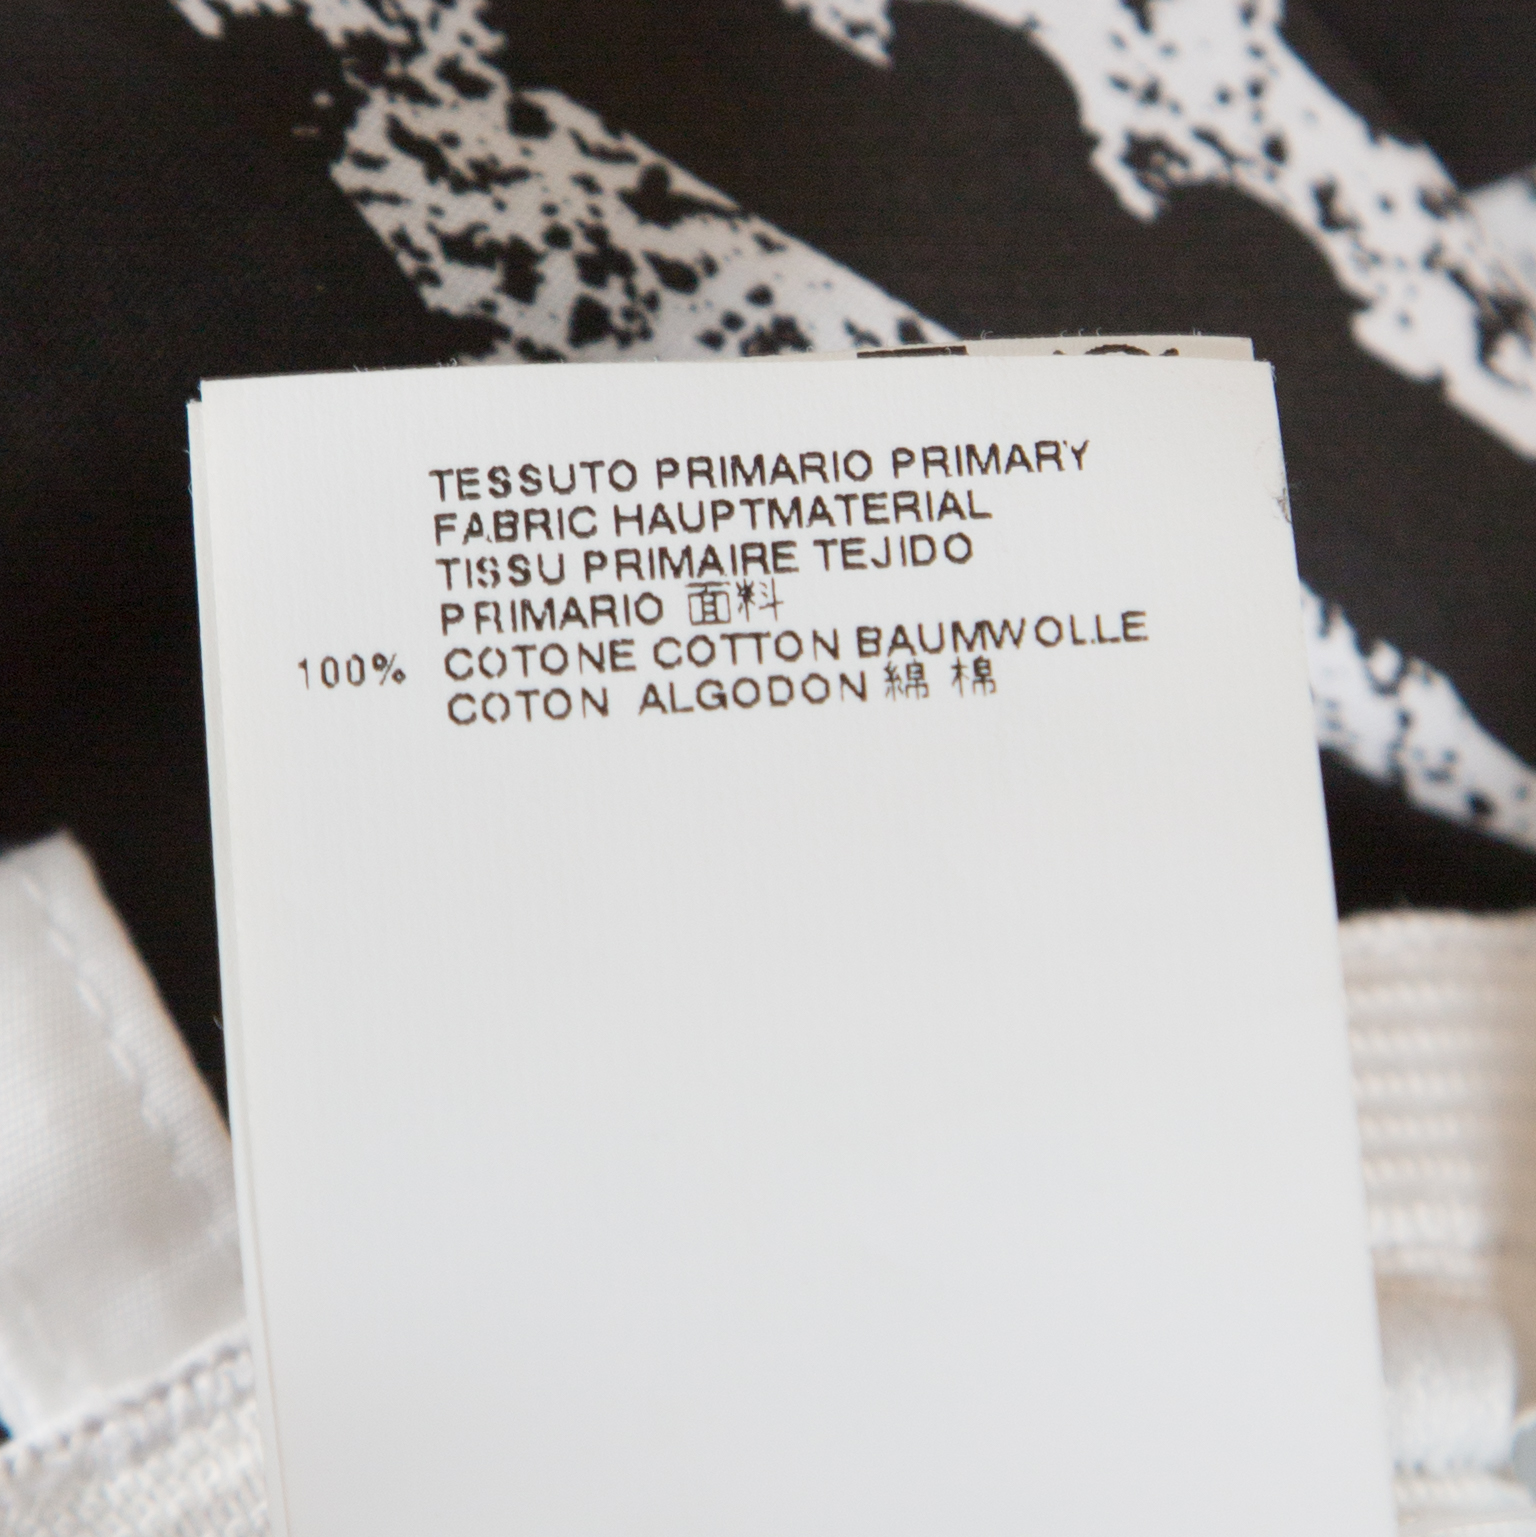 TESSUTO PRIMARIO PRIMARY
FABRIC HAUPTMATERIAL
TISSU PRIMAIRE TEJIDO
PRIMARIO 面料
100% COTONE COTTON BAUMWOLLE
COTON ALGODON 綿 棉